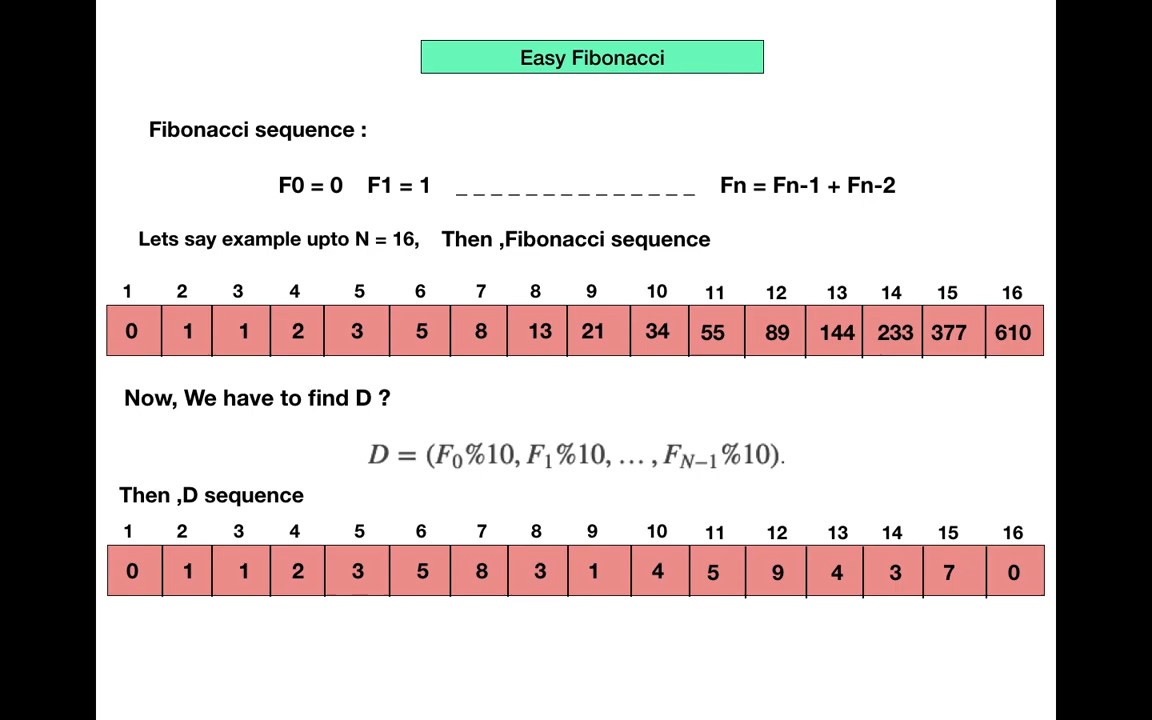 Easy Fibonacci
Fibonacci sequence :
F0 = 0 F1 = 1 _ _ _ _ _ _ _ _ _ _ _ _ _ _ Fn = Fn-1 + Fn-2
Lets say example upto N = 16, Then ,Fibonacci sequence
1 2 3 4 5 6 7 8 9 10 11 12 13 14 15 16
0 1 1 2 3 5 8 13 21 34 55 89 144 233 377 610
Now, We have to find D ?
D = (F₀%10, F₁%10, … , F_{N−1}%10).
Then ,D sequence
1 2 3 4 5 6 7 8 9 10 11 12 13 14 15 16
0 1 1 2 3 5 8 3 1 4 5 9 4 3 7 0